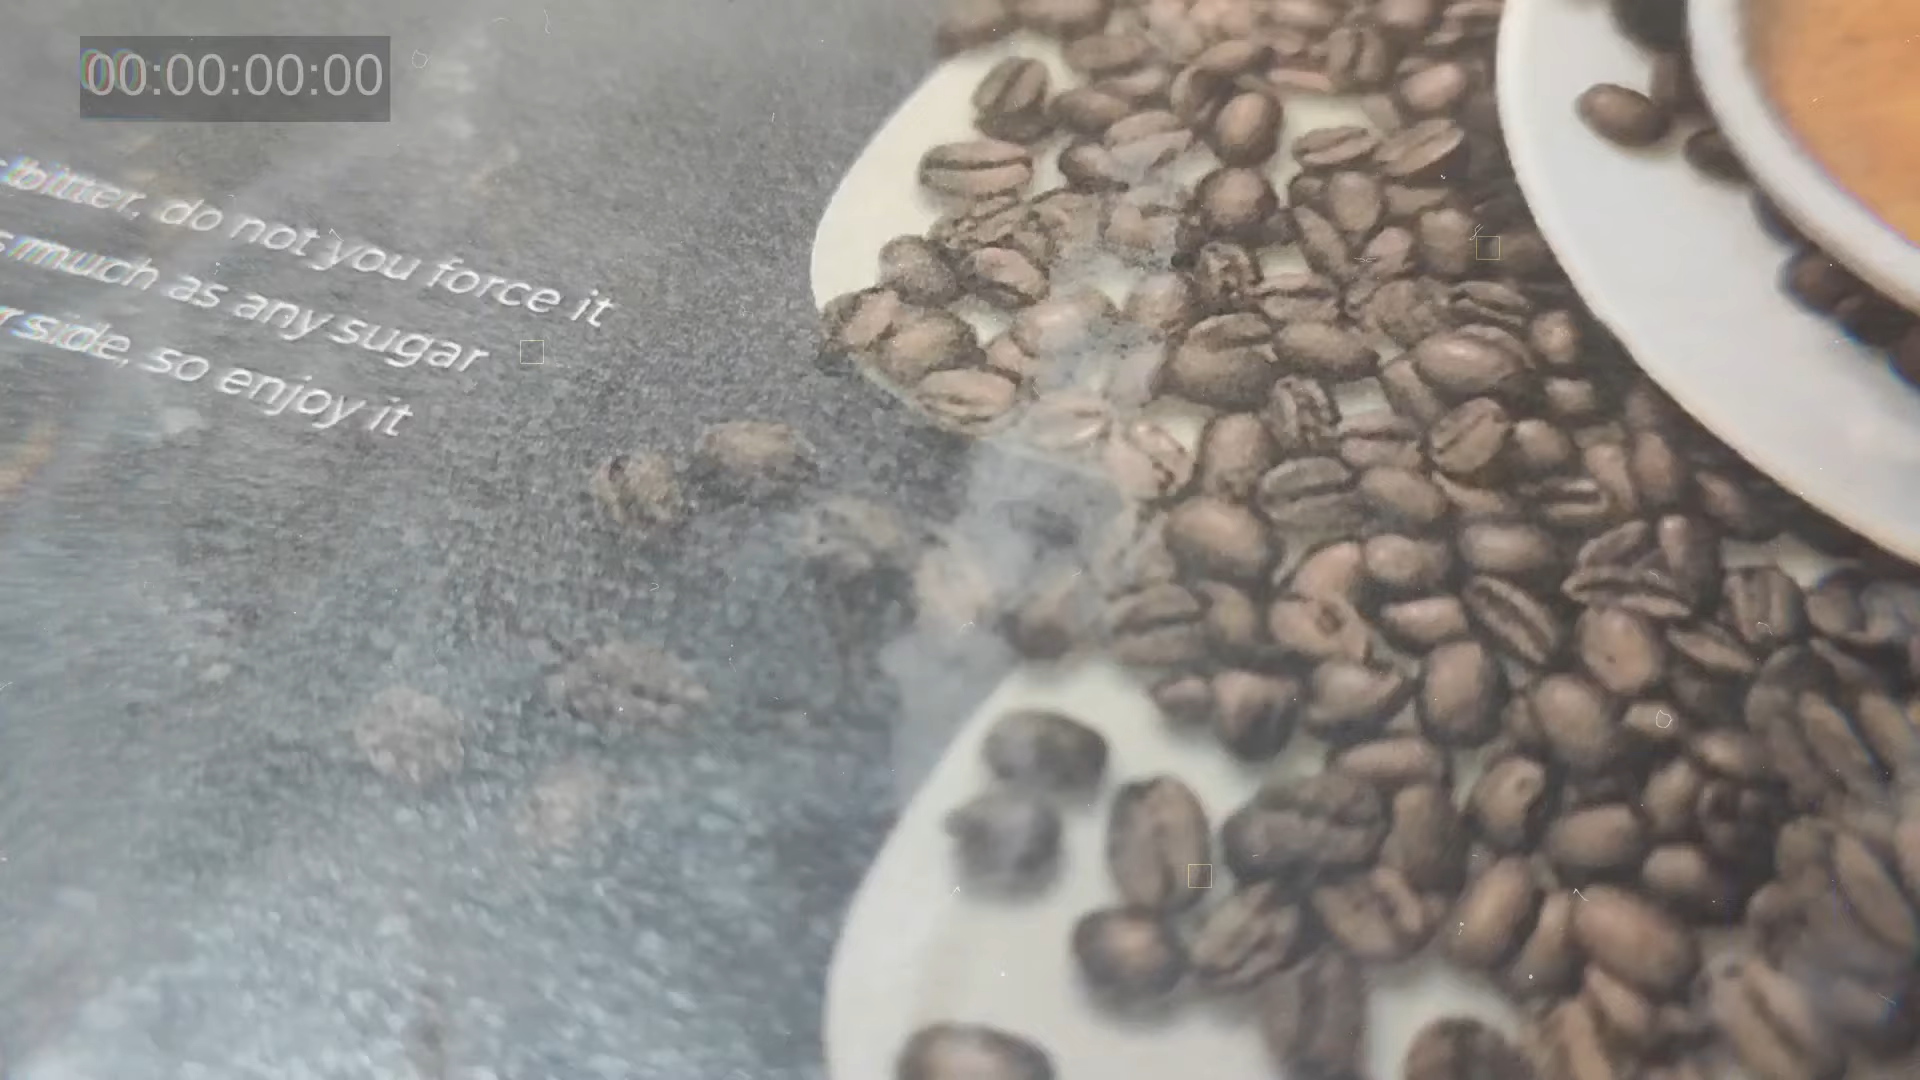 00:00:00:00
bitter, do not you force it
much as any sugar
side, so enjoy it